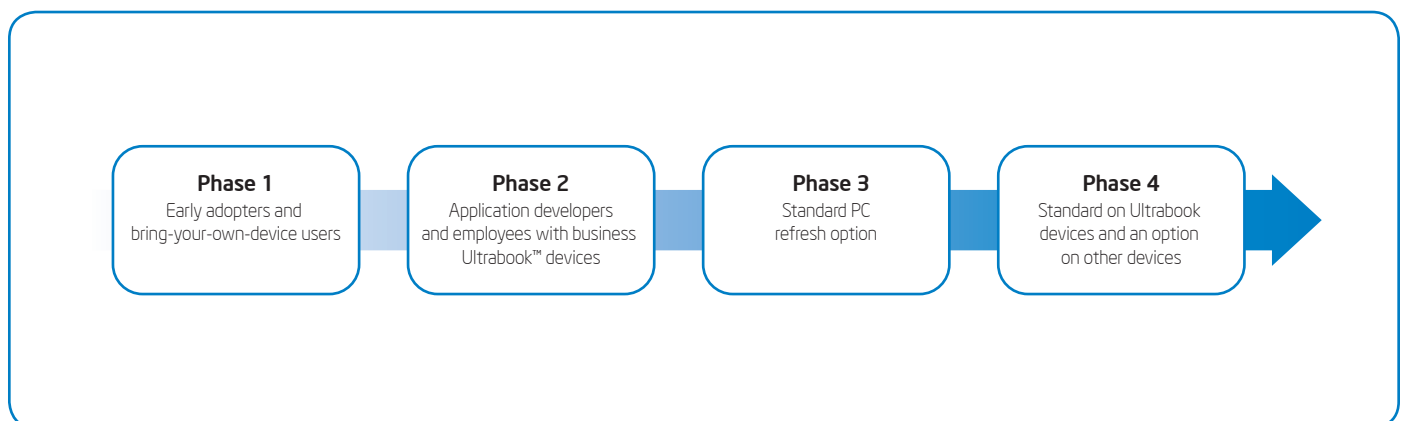 Phase 1
Early adopters and
bring-your-own-device users
Phase 2
Application developers
and employees with business
Ultrabook™ devices
Phase 3
Standard PC
refresh option
Phase 4
Standard on Ultrabook
devices and an option
on other devices